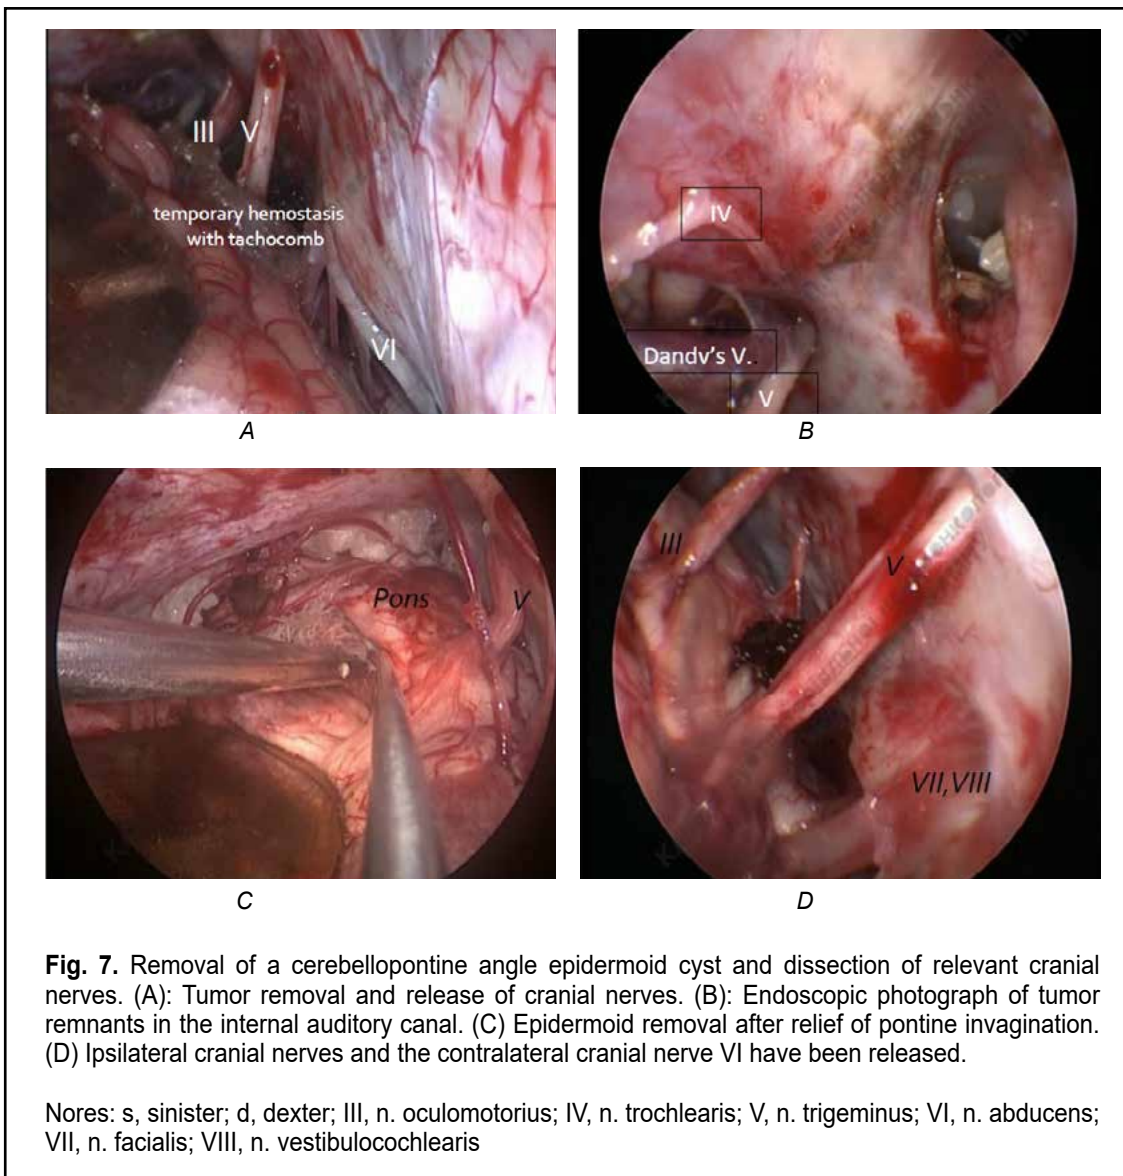 III V
temporary hemostasis
with tachocomb
VI
A
IV
Dandv's V.
V
B
Pons
V
C
III
V
VII,VIII
D
Fig. 7. Removal of a cerebellopontine angle epidermoid cyst and dissection of relevant cranial
nerves. (A): Tumor removal and release of cranial nerves. (B): Endoscopic photograph of tumor
remnants in the internal auditory canal. (C) Epidermoid removal after relief of pontine invagination.
(D) Ipsilateral cranial nerves and the contralateral cranial nerve VI have been released.
Nores: s, sinister; d, dexter; III, n. oculomotorius; IV, n. trochlearis; V, n. trigeminus; VI, n. abducens;
VII, n. facialis; VIII, n. vestibulocochlearis